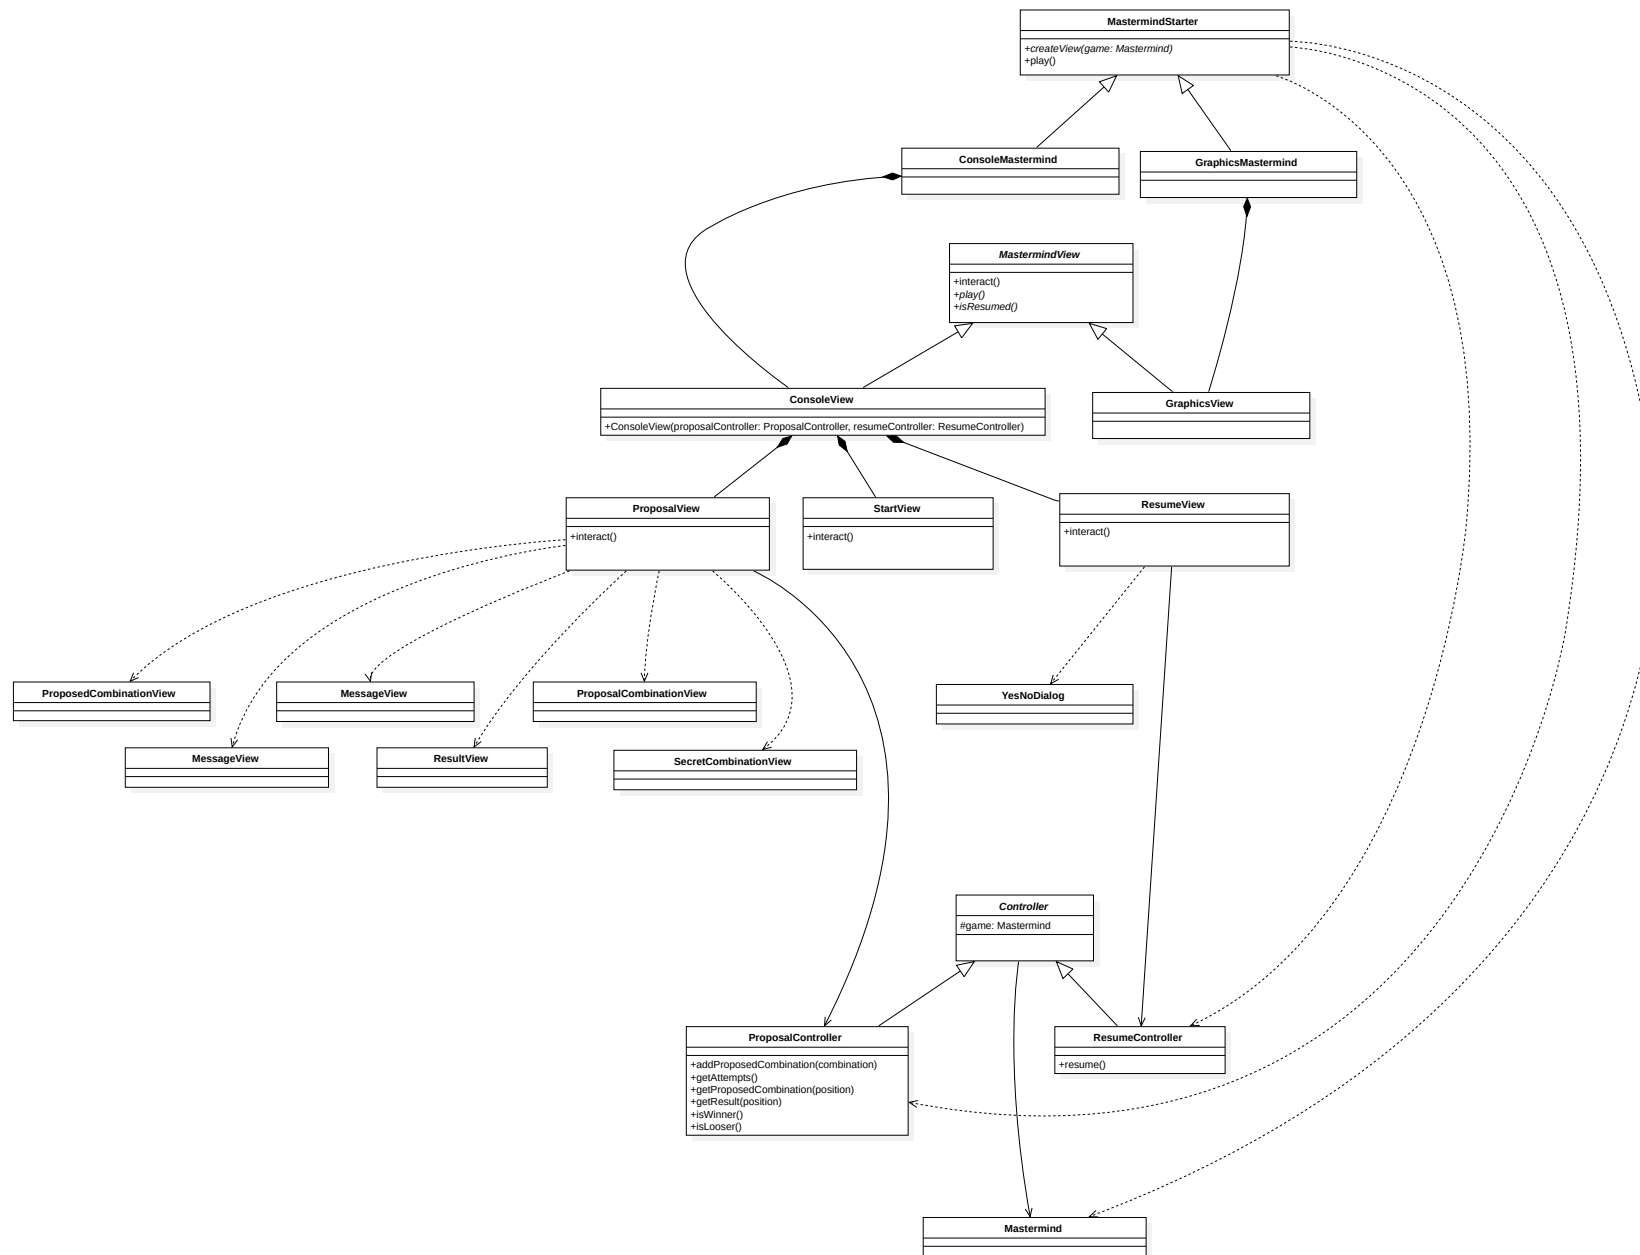 MastermindStarter
+createView(game: Mastermind)
+play()
ConsoleMastermind
GraphicsMastermind
MastermindView
+interact()
+play()
+isResumed()
ConsoleView
+ConsoleView(proposalController: ProposalController, resumeController: ResumeController)
GraphicsView
ProposalView
+interact()
StartView
+interact()
ResumeView
+interact()
ProposedCombinationView
MessageView
ProposalCombinationView
YesNoDialog
MessageView
ResultView
SecretCombinationView
Controller
#game: Mastermind
ProposalController
+addProposedCombination(combination)
+getAttempts()
+getProposedCombination(position)
+getResult(position)
+isWinner()
+isLooser()
ResumeController
+resume()
Mastermind